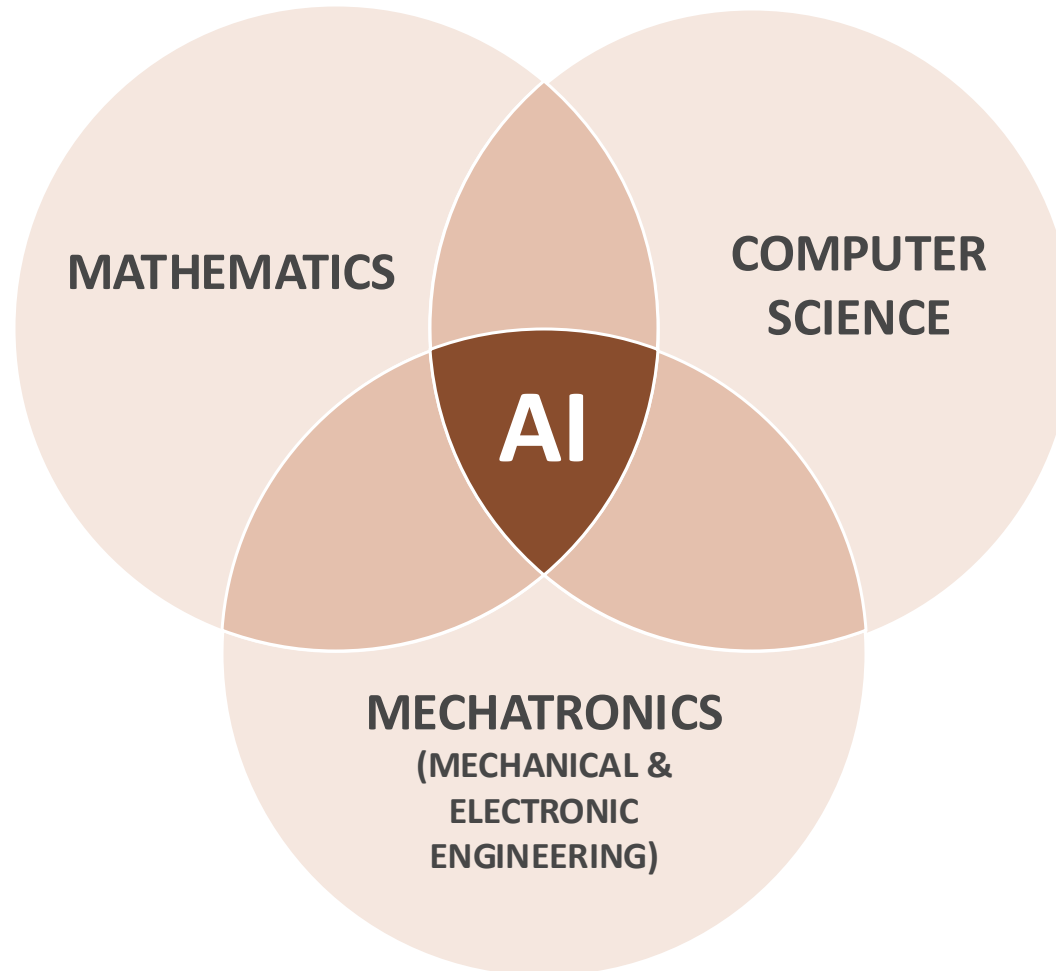 MATHEMATICS
COMPUTER
SCIENCE
AI
MECHATRONICS
(MECHANICAL &
ELECTRONIC
ENGINEERING)